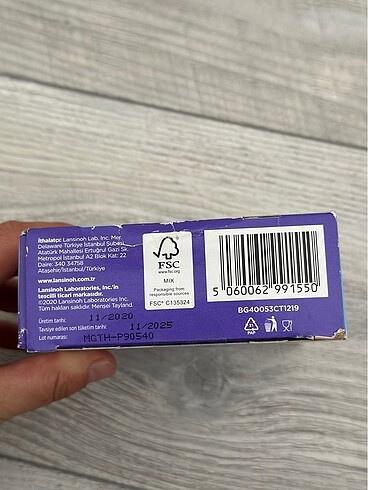 İthalatçı: Lansinoh Lab. Inc. Mer.
Delaware Türkiye İstanbul Şubesi
Atatürk Mahallesi Ertuğrul Gazi Sk.
Metropol İstanbul A2 Blok Kat: 22
Daire: 340 34758
Ataşehir/İstanbul/Türkiye
www.lansinoh.com.tr
Lansinoh Laboratories, Inc.'in
tescilli ticari markasıdır.
©2020 Lansinoh Laboratories Inc.
Tüm hakları saklıdır. Menşei Tayland.
Üretim tarihi: 11/2020
Tavsiye edilen son tüketim tarihi: 11/2025
Lot numarası: MGTH-P90540
FSC
www.fsc.org
MIX
Packaging from
responsible sources
FSC® C135324
5 060062 991550
BG40053CT1219
21
PAP